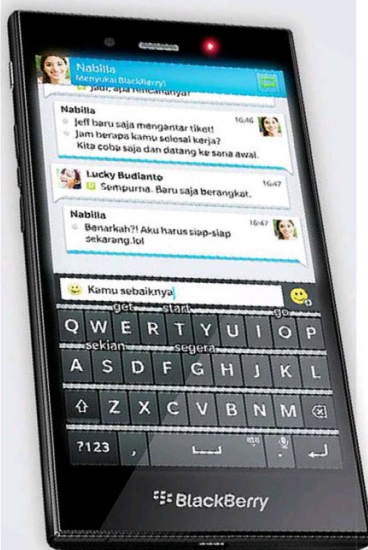 Nabilla
Menyukai BlackBerry!
Jadi, apa rencananya?
Nabilla
Jeff baru saja mengantar tiket! 16:46
Jam berapa kamu selesai kerja?
Kita coba saja dan datang ke sana awal.
Lucky Budianto
Sempurna. Baru saja berangkat. 16:47
Nabilla 16:47
Benarkah?! Aku harus siap-siap
sekarang.lol
Kamu sebaiknya
get start go
Q W E R T Y U I O P
sekian segera
A S D F G H J K L
Z X C V B N M
?123 , .
BlackBerry